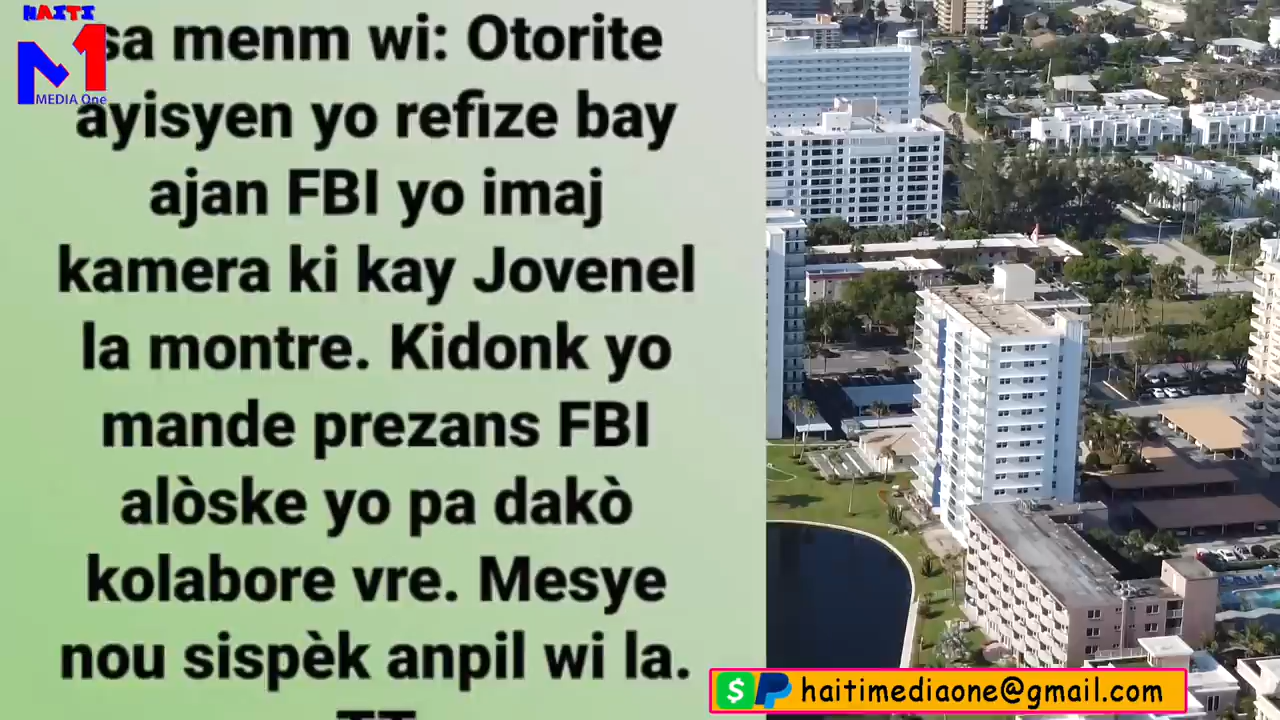 HAITI
M1
MEDIA One
sa menm wi: Otorite
ayisyen yo refize bay
ajan FBI yo imaj
kamera ki kay Jovenel
la montre. Kidonk yo
mande prezans FBI
alòske yo pa dakò
kolabore vre. Mesye
nou sispèk anpil wi la.
$ P haitimediaone@gmail.com